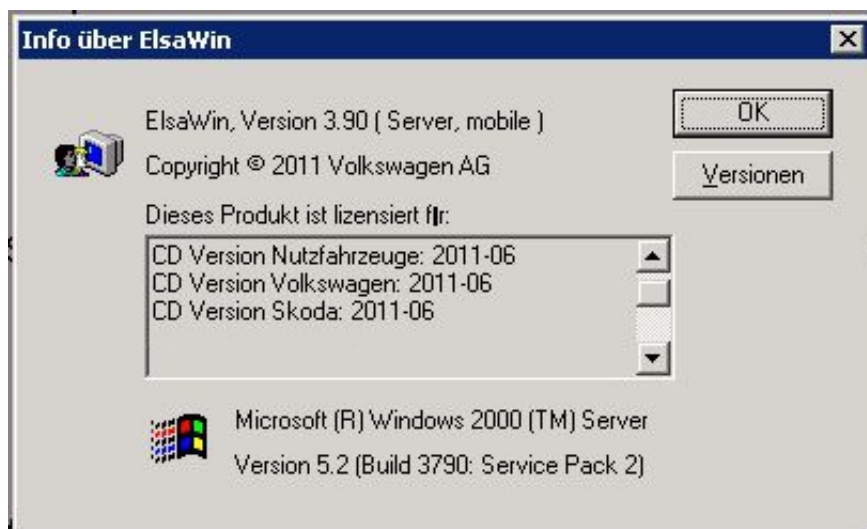 Info über ElsaWin
ElsaWin, Version 3.90 ( Server, mobile )
OK
Copyright © 2011 Volkswagen AG
Versionen
Dieses Produkt ist lizensiert flr:
CD Version Nutzfahrzeuge: 2011-06
CD Version Volkswagen: 2011-06
CD Version Skoda: 2011-06
Microsoft (R) Windows 2000 (TM) Server
Version 5.2 (Build 3790: Service Pack 2)